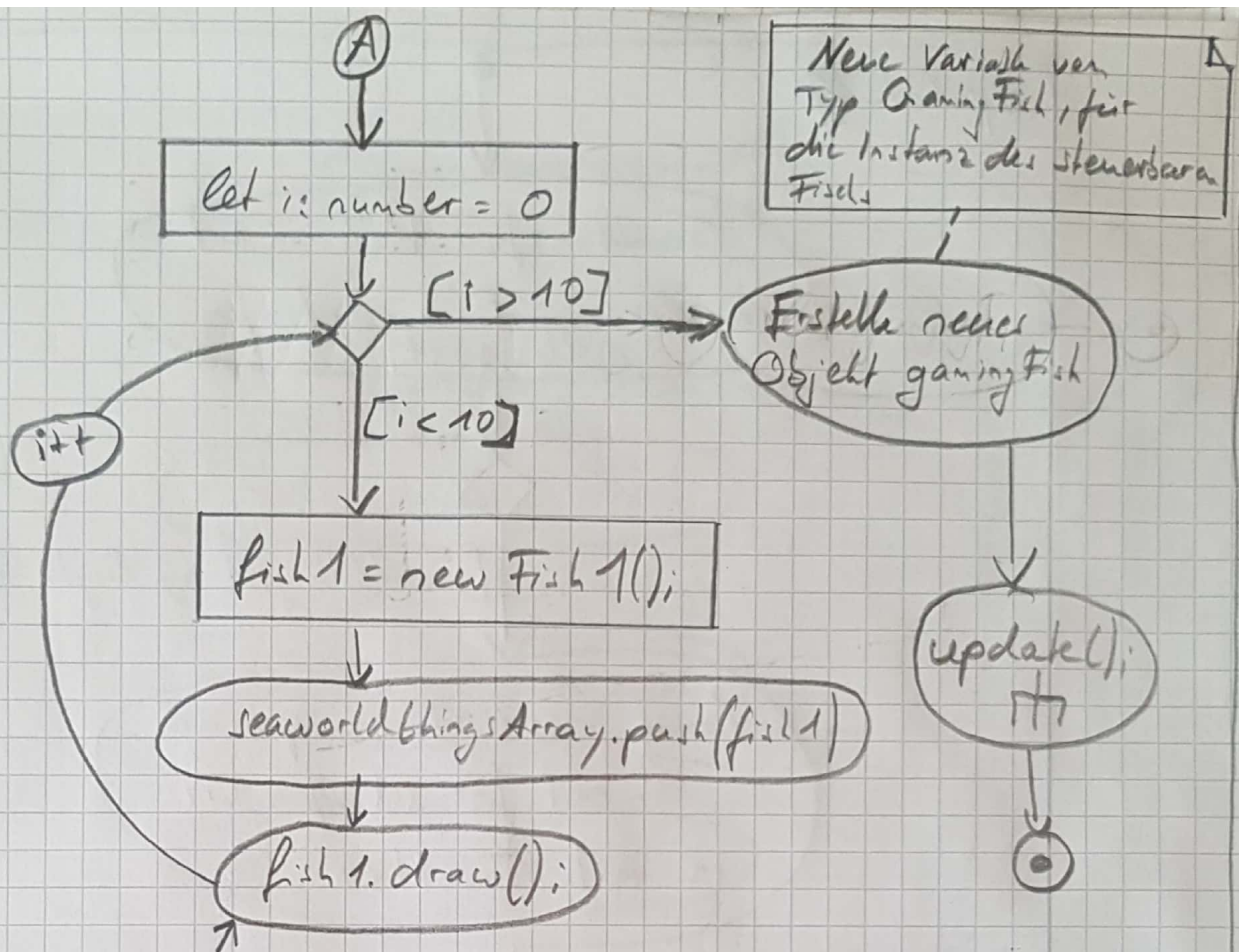 A
let i: number = 0
[i > 10]
[i < 10]
i++
fish1 = new Fish1();
seaworldthingsArray.push(fish1)
fish1.draw();
Neue Variable vom
Typ GamingFish, für
die Instanz des steuerbaren
Fischs
Erstelle neues
Objekt gamingFish
update();